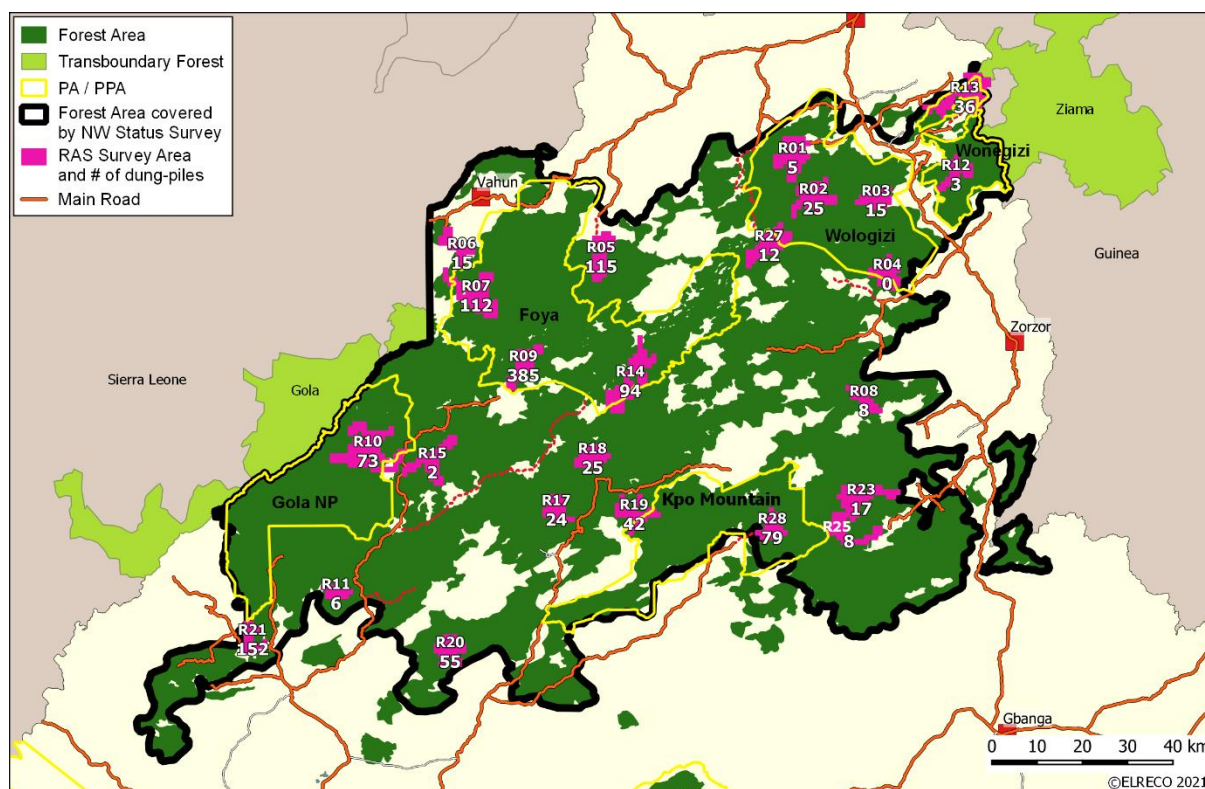 Forest Area
Transboundary Forest
PA / PPA
Forest Area covered
by NW Status Survey
RAS Survey Area
and # of dung-piles
Main Road
Ziama
R13
36
Wonegizi
R12
3
R01
5
R02
25
R03
15
Vahun
Wologizi
R27
12
R06
15
R05
115
Guinea
R04
0
R07
112
Foya
Zorzor
R09
385
R14
94
Sierra Leone
Gola
R08
8
R10
73
R15
2
R18
25
Gola NP
Kpo Mountain
R23
17
R17
24
R19
42
R28
79
R25
8
R11
6
R21
152
R20
55
Gbanga
0 10 20 30 40 km
©ELRECO 2021